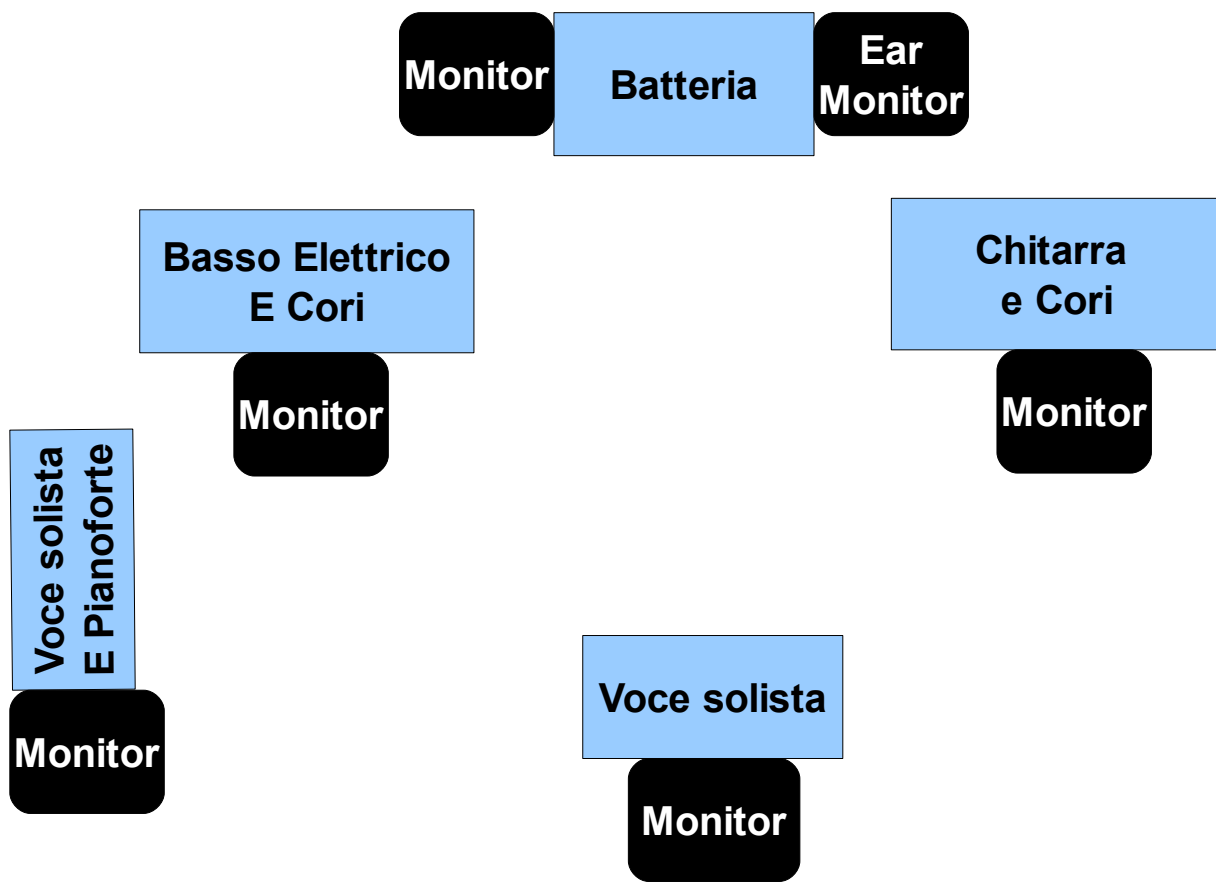 Monitor
Batteria
Ear
Monitor
Basso Elettrico
E Cori
Chitarra
e Cori
Monitor
Monitor
Voce solista
E Pianoforte
Voce solista
Monitor
Monitor